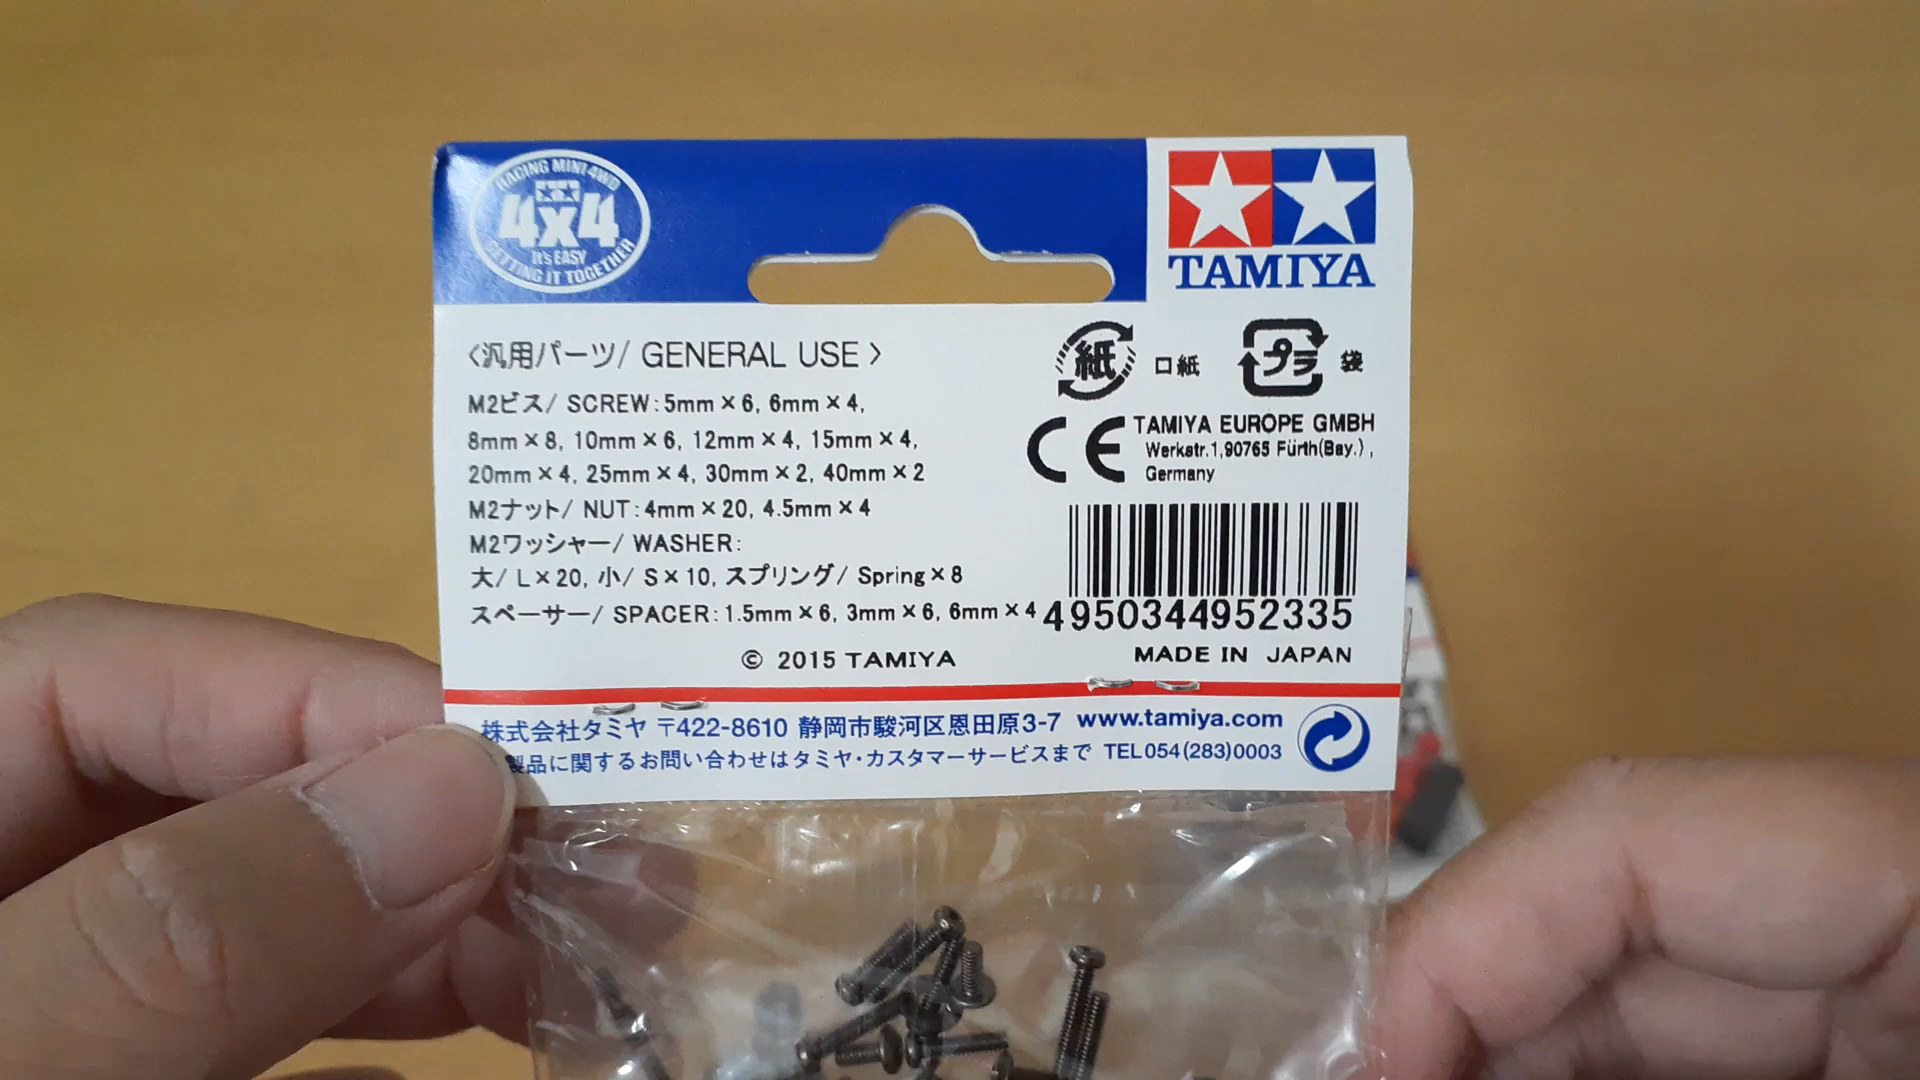 RACING MINI 4WD
4x4
It's EASY
GETTING IT TOGETHER
TAMIYA
<汎用パーツ/ GENERAL USE>
紙 口紙 プラ 袋
M2ビス/ SCREW:5mm×6, 6mm×4,
8mm×8, 10mm×6, 12mm×4, 15mm×4,
20mm×4, 25mm×4, 30mm×2, 40mm×2
M2ナット/ NUT:4mm×20, 4.5mm×4
M2ワッシャー/ WASHER:
大/ L×20, 小/ S×10, スプリング/ Spring×8
スペーサー/ SPACER:1.5mm×6, 3mm×6, 6mm×4
CE TAMIYA EUROPE GMBH
Werkstr.1,90765 Fürth(Bay.),
Germany
4950344952335
© 2015 TAMIYA
MADE IN JAPAN
株式会社タミヤ 〒422-8610 静岡市駿河区恩田原3-7 www.tamiya.com
製品に関するお問い合わせはタミヤ・カスタマーサービスまで TEL054(283)0003